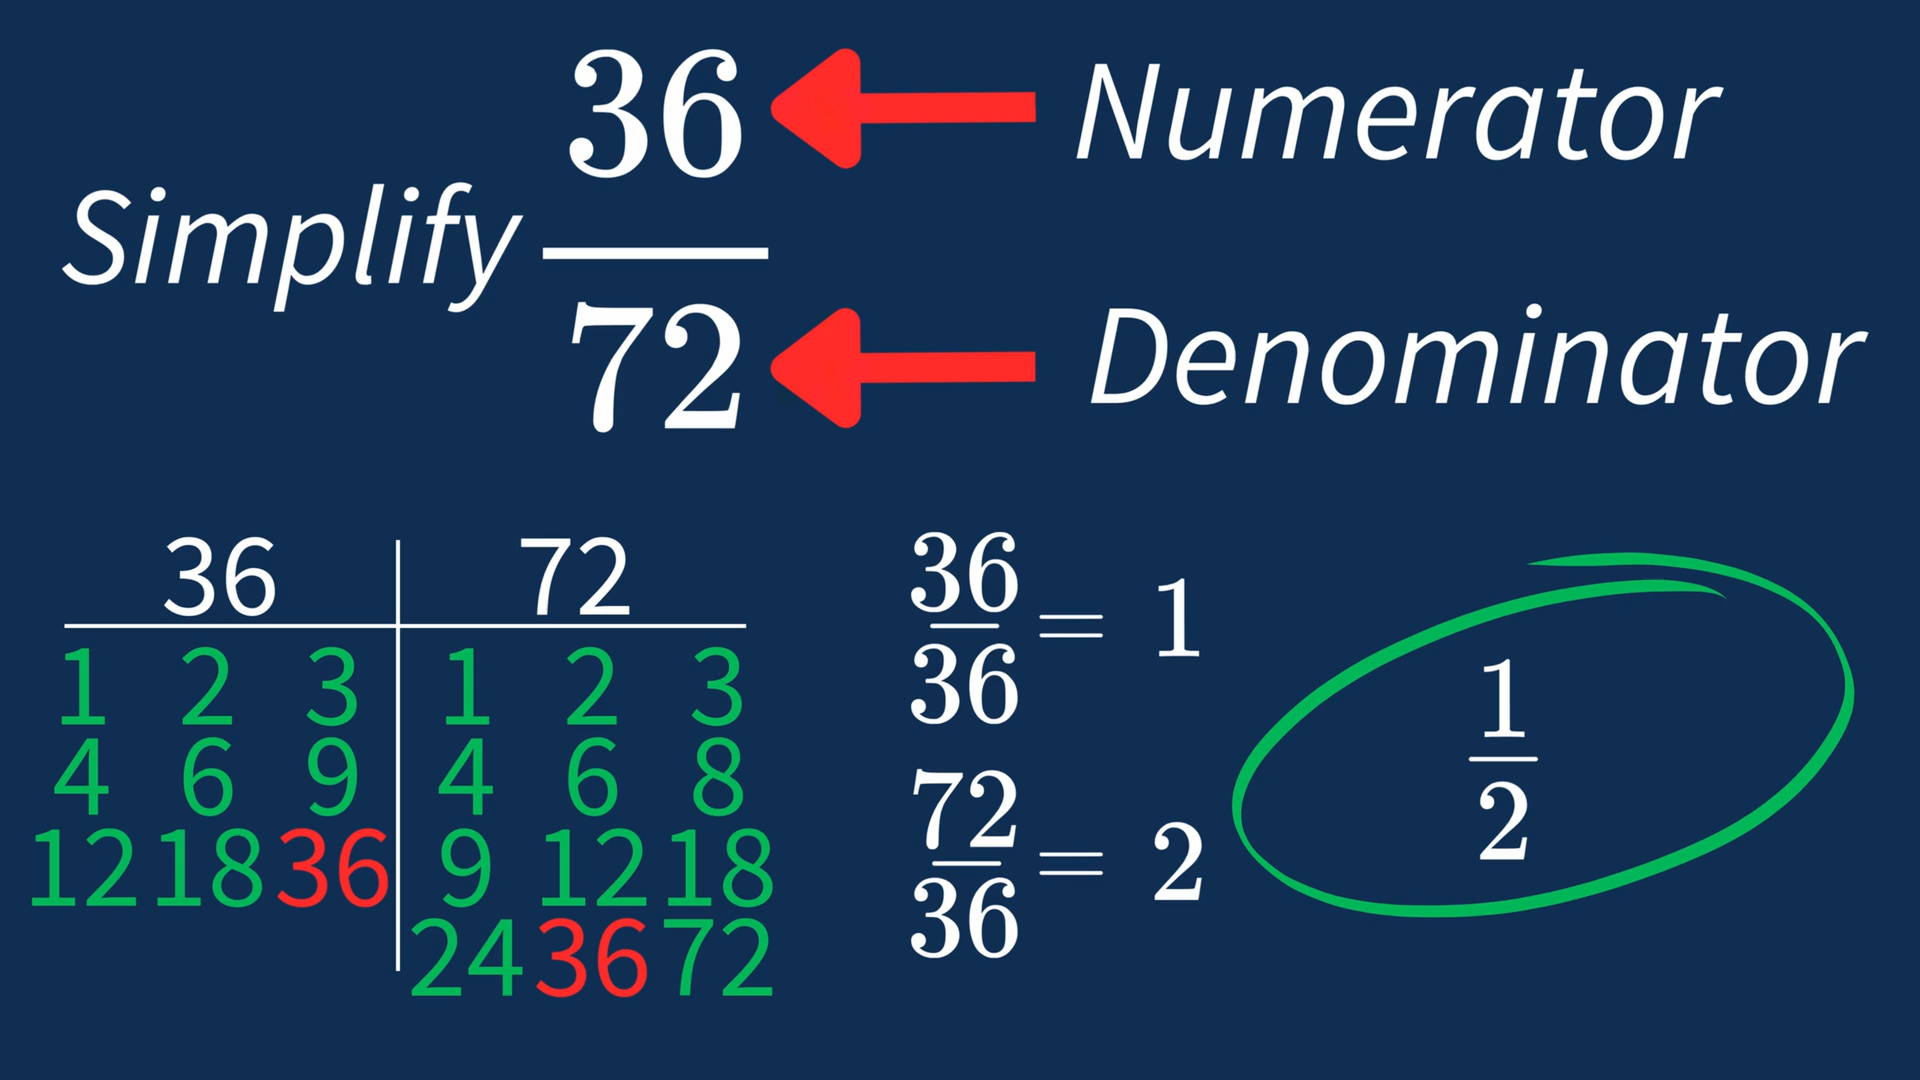 36 Numerator
Simplify
72 Denominator
36 72
1 2 3 1 2 3
4 6 9 4 6 8
12 18 36 9 12 18
24 36 72
36
36 = 1
72
36 = 2
1
2